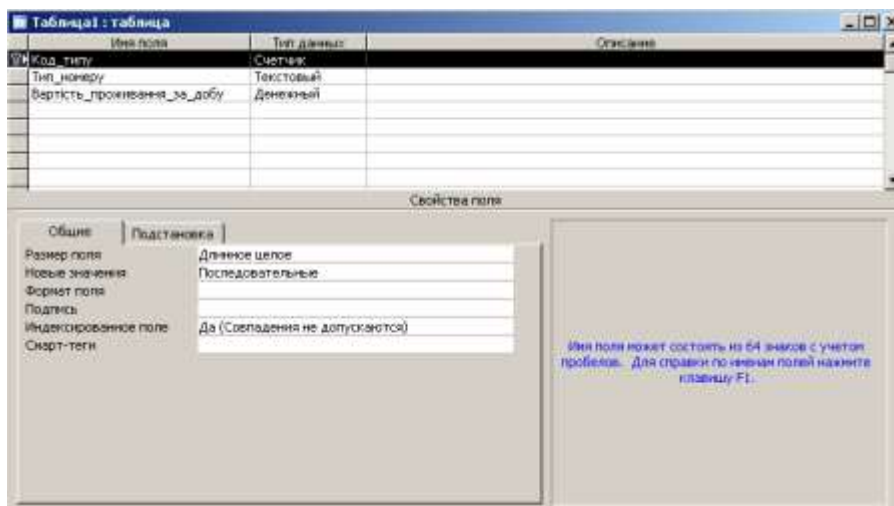 Таблица1 : таблица
Имя поля Тип данных Описание
Код_типу Счетчик
Тип_номеру Текстовый
Вартість_проживання_за_добу Денежный
Свойства поля
Общие Подстановка
Размер поля Длинное целое
Новые значения Последовательные
Формат поля
Подпись
Индексированное поле Да (Совпадения не допускаются)
Смарт-теги
Имя поля может состоять из 64 знаков с учетом
пробелов. Для справки по именам полей нажмите
клавишу F1.